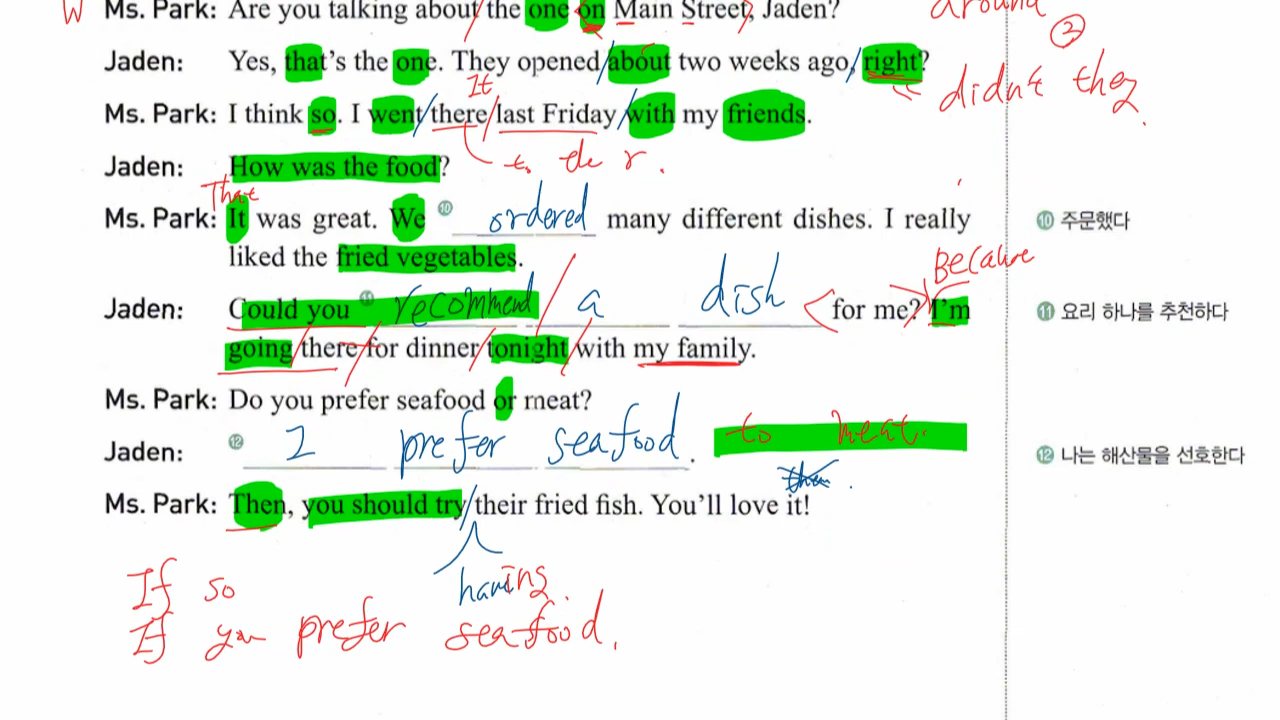 W Ms. Park: Are you talking about the one on Main Street, Jaden? around
②
Jaden: Yes, that's the one. They opened about two weeks ago, right? didn't they
It
Ms. Park: I think so. I went there last Friday with my friends.
Jaden: How was the food? to the r.
That
Ms. Park: It was great. We ⑩ ordered many different dishes. I really ⑩ 주문했다
liked the fried vegetables. Because
Jaden: Could you ⑪ recommend a dish for me? I'm ⑪ 요리 하나를 추천하다
going there for dinner tonight with my family.
Ms. Park: Do you prefer seafood or meat?
Jaden: ⑫ I prefer seafood. to meat. ⑫ 나는 해산물을 선호한다
Ms. Park: Then, you should try their fried fish. You'll love it!
If so having.
If you prefer seafood.